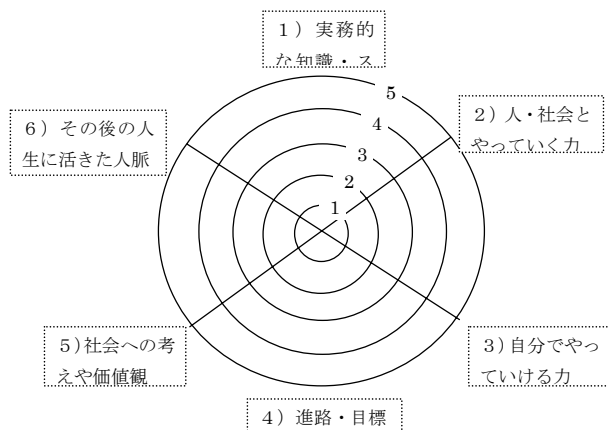 1）実務的
な知識・ス
5
4
3
2
1
2）人・社会と
やっていく力
6）その後の人
生に活きた人脈
5)社会への考
えや価値観
3）自分でやっ
ていける力
4）進路・目標